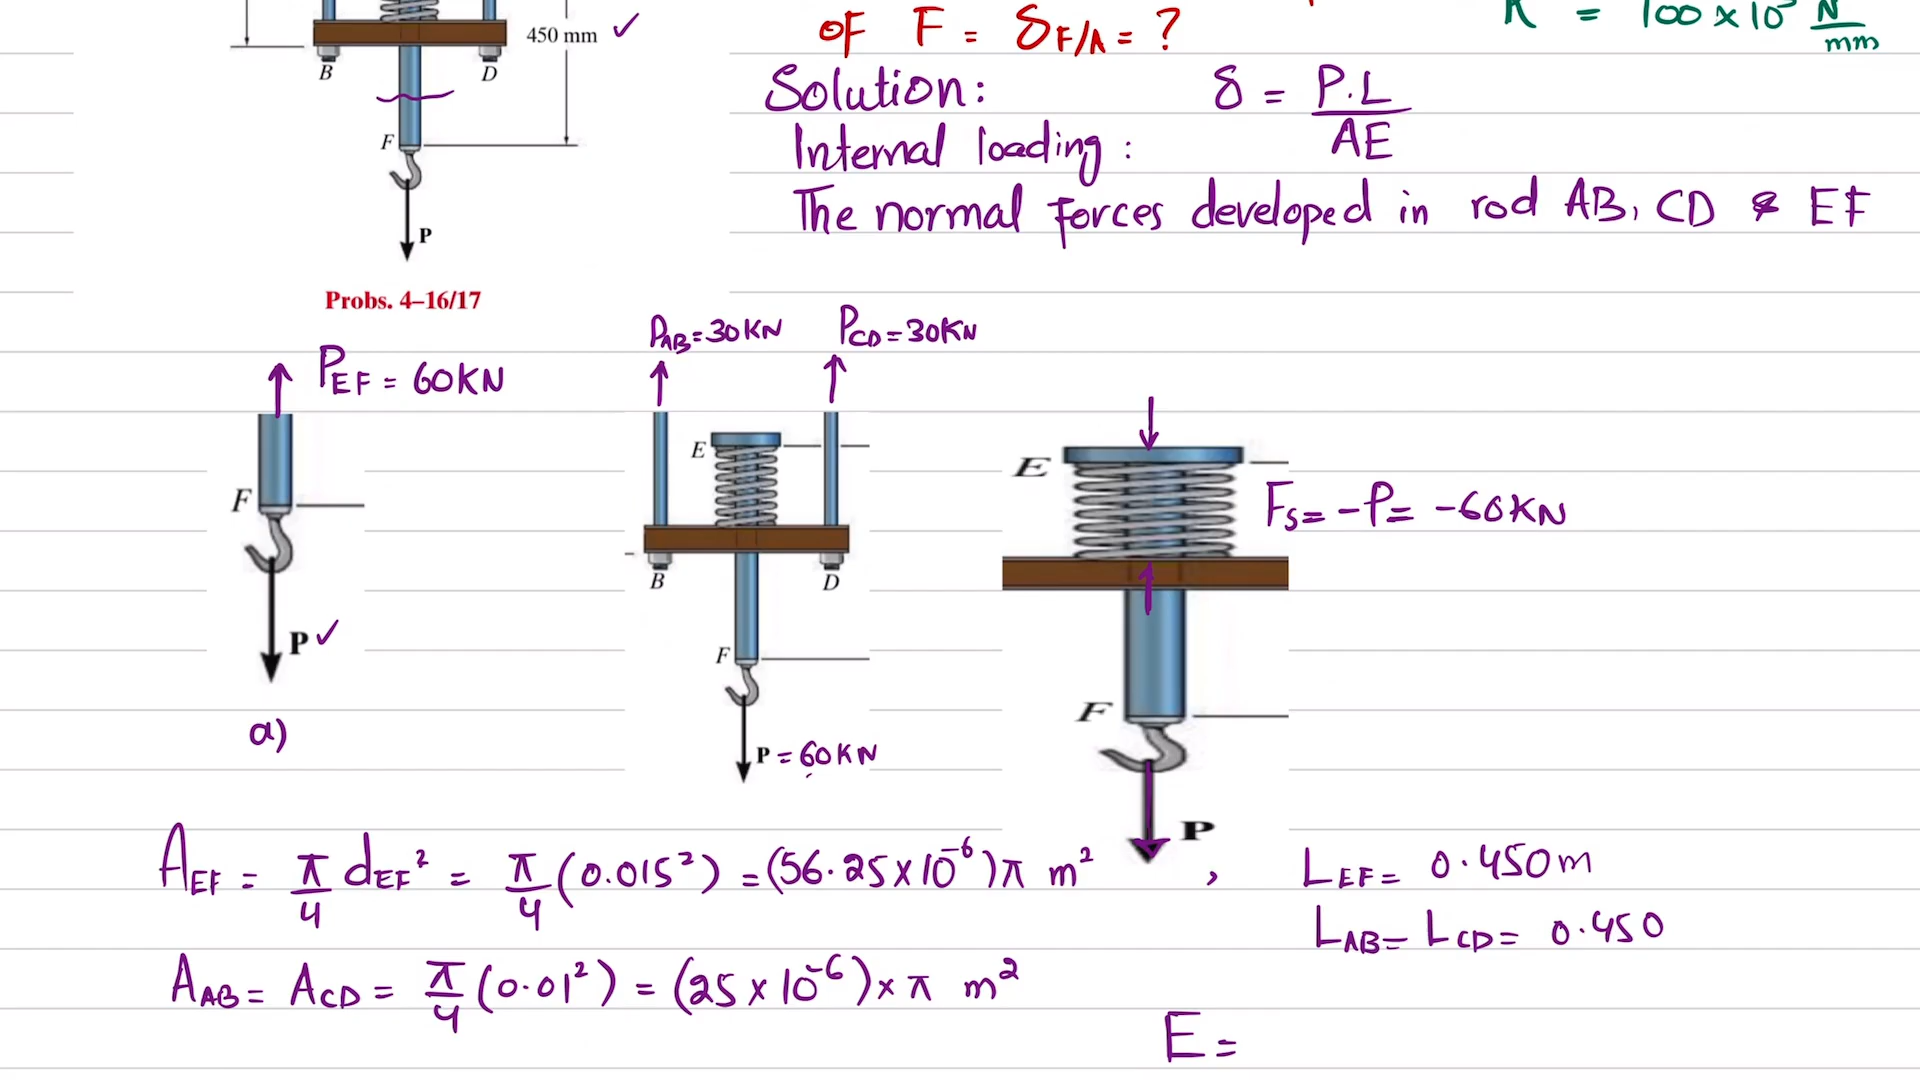 of F = δF/A = ?
= 100 × 10³ N/mm
450 mm ✓
B
D
Solution: δ = P.L/AE
Internal loading:
The normal forces developed in rod AB, CD & EF
F
P
Probs. 4–16/17
PEF = 60KN
F
P ✓
a)
PAB = 30KN
PCD = 30KN
E
B
D
F
P = 60KN
E
Fs = -P = -60KN
F
P
AEF = π/4 dEF² = π/4 (0.015²) = (56.25 × 10⁻⁶)π m² , LEF = 0.450m
LAB = LCD = 0.450
AAB = ACD = π/4 (0.01²) = (25 × 10⁻⁶) × π m²
E =